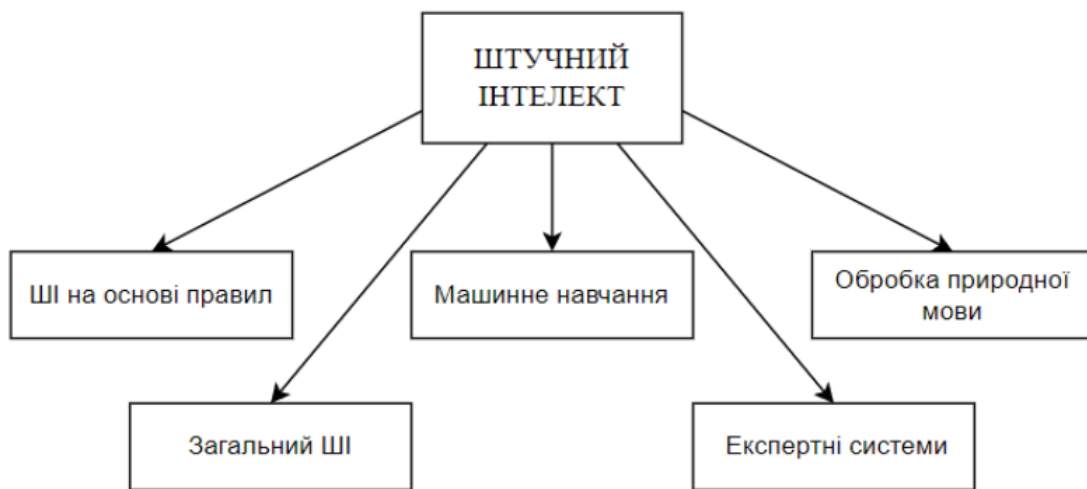 ШТУЧНИЙ
ІНТЕЛЕКТ
ШІ на основі правил
Машинне навчання
Обробка природної
мови
Загальний ШІ
Експертні системи